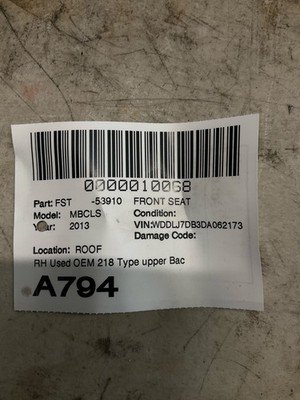 0000010068
Part: FST -53910 FRONT SEAT
Model: MBCLS Condition:
Year: 2013 VIN:WDDLJ7DB3DA062173
Damage Code:
Location: ROOF
RH Used OEM 218 Type upper Bac
A794